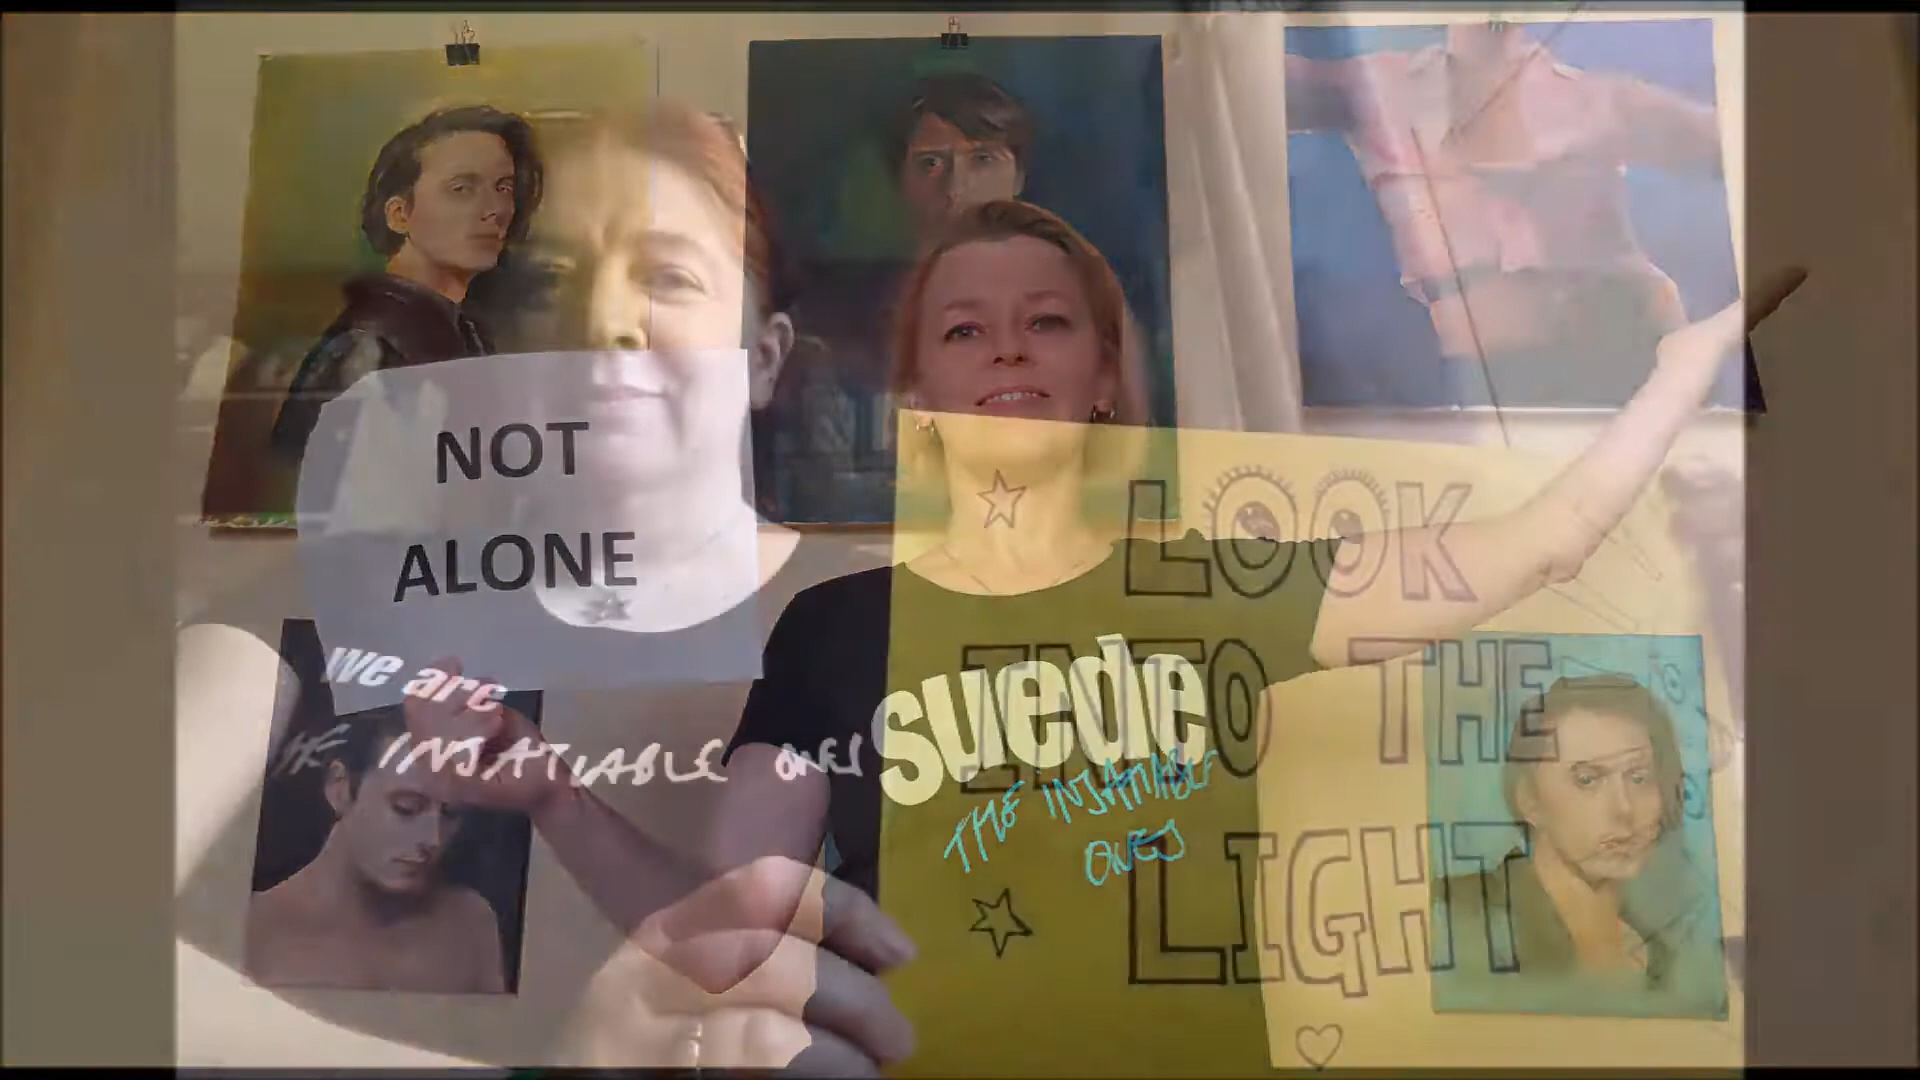 NOT
ALONE
LOOK
INTO THE
LIGHT
we are
THE INSATIABLE ONES
suede
THE INSATIABLE
ONES